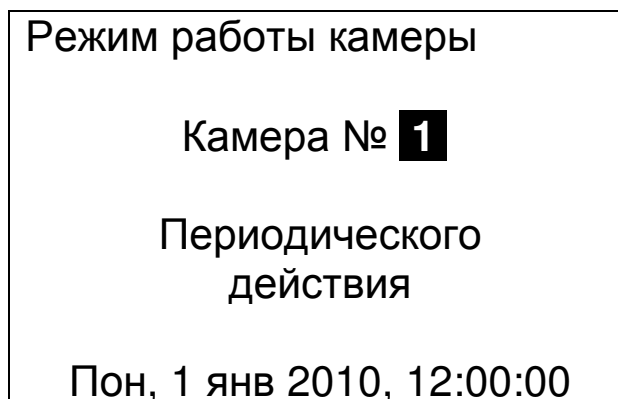 Режим работы камеры
Камера № 1
Периодического
действия
Пон, 1 янв 2010, 12:00:00